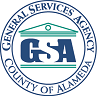 GENERAL SERVICES AGENCY
GSA
COUNTY OF ALAMEDA